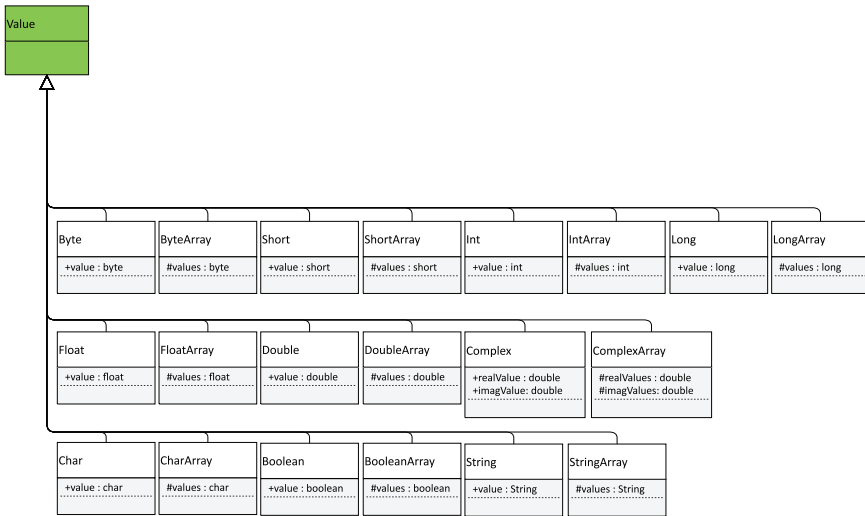 Value
Byte ByteArray Short ShortArray Int IntArray Long LongArray
+value : byte #values : byte +value : short #values : short +value : int #values : int +value : long #values : long
Float FloatArray Double DoubleArray Complex ComplexArray
+value : float #values : float +value : double #values : double +realValue : double #realValues : double
+imagValue: double #imagValues: double
Char CharArray Boolean BooleanArray String StringArray
+value : char #values : char +value : boolean #values : boolean +value : String #values : String